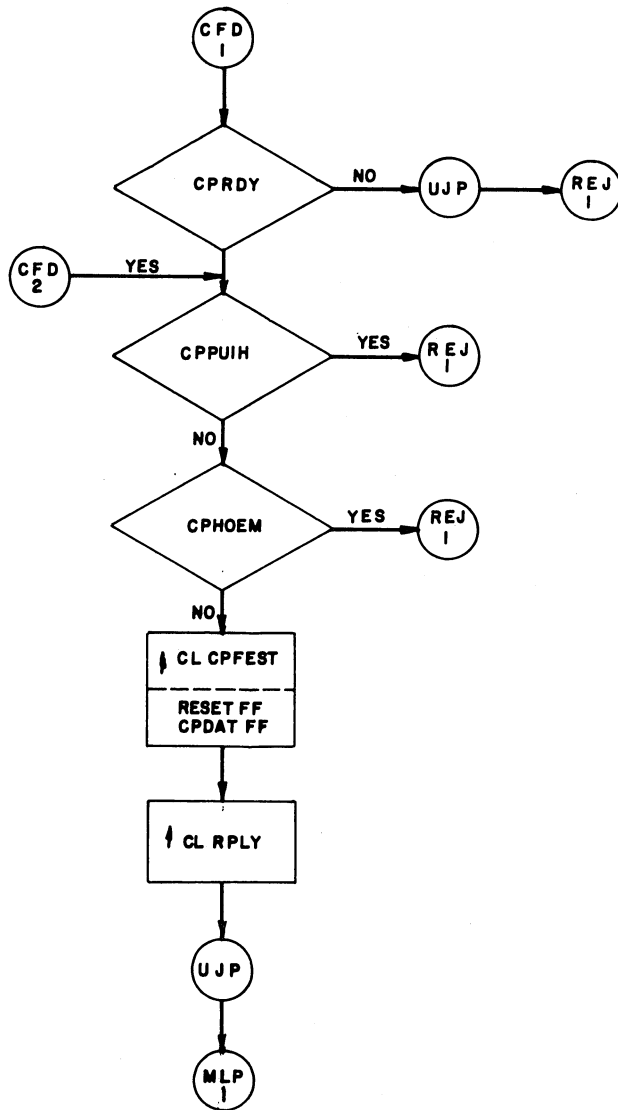 CFD
1
CPRDY
NO
UJP
REJ
1
CFD
2
YES
CPPUIH
YES
REJ
1
NO
CPHOEM
YES
REJ
1
NO
CL CPFEST
RESET FF
CPDAT FF
CL RPLY
UJP
MLP
1